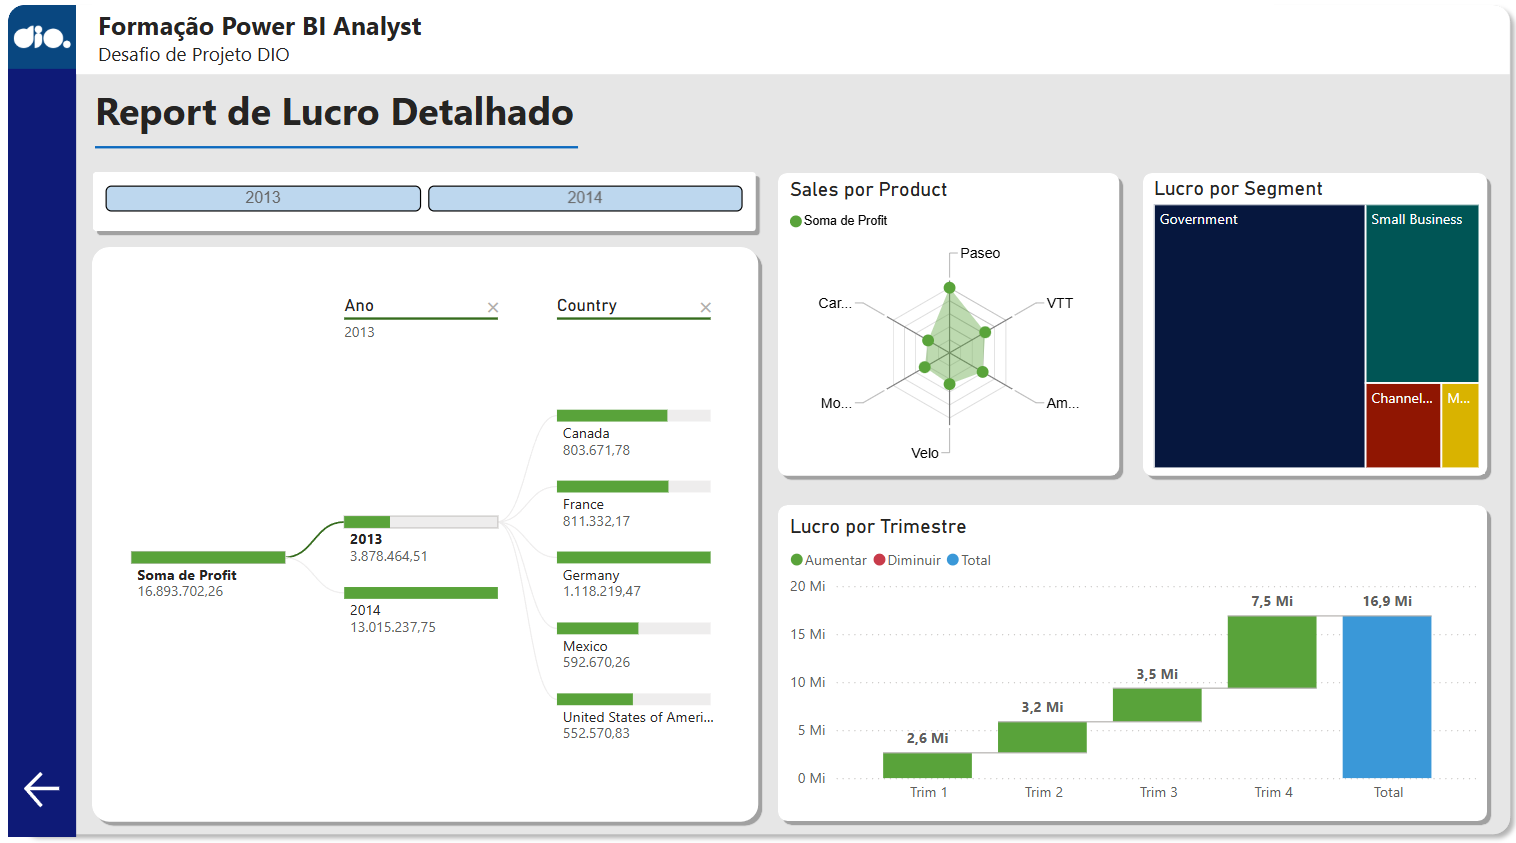 dio.
Formação Power BI Analyst
Desafio de Projeto DIO
Report de Lucro Detalhado
2013
2014
Ano
2013
Country
Soma de Profit
16.893.702,26
2013
3.878.464,51
2014
13.015.237,75
Canada
803.671,78
France
811.332,17
Germany
1.118.219,47
Mexico
592.670,26
United States of Ameri...
552.570,83
Sales por Product
Soma de Profit
Paseo
VTT
Am...
Velo
Mo...
Car...
Lucro por Segment
Government
Small Business
Channel...
M...
Lucro por Trimestre
Aumentar Diminuir Total
20 Mi
15 Mi
10 Mi
5 Mi
0 Mi
2,6 Mi
3,2 Mi
3,5 Mi
7,5 Mi
16,9 Mi
Trim 1
Trim 2
Trim 3
Trim 4
Total